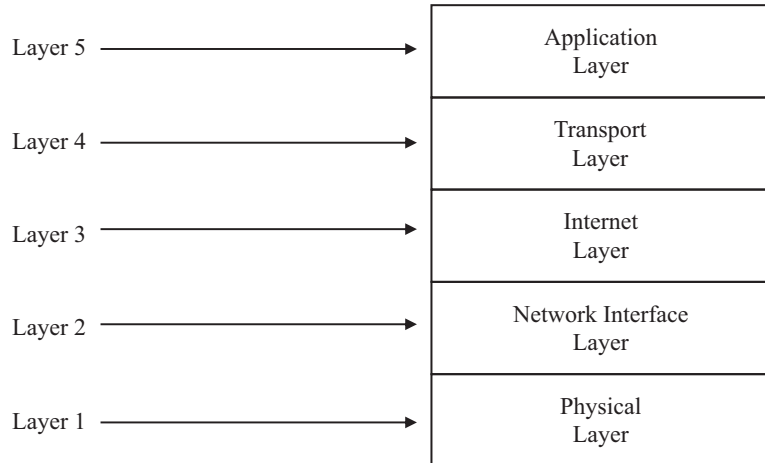 Layer 5
Application
Layer
Layer 4
Transport
Layer
Layer 3
Internet
Layer
Layer 2
Network Interface
Layer
Layer 1
Physical
Layer